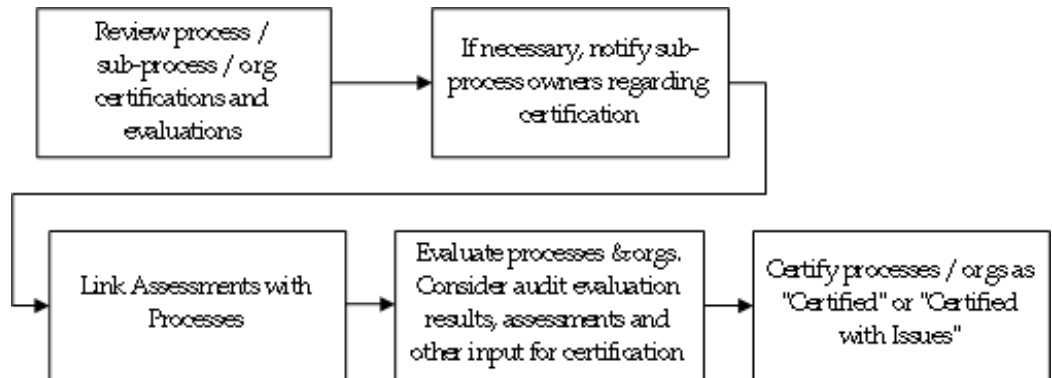 Review process /
sub-process / org
certifications and
evaluations
If necessary, notify sub-
process owners regarding
certification
Link Assessments with
Processes
Evaluate processes & orgs.
Consider audit evaluation
results, assessments and
other input for certification
Certify processes / orgs as
"Certified" or "Certified
with Issues"